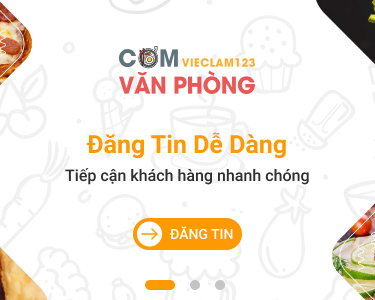 CƠM VIECLAM123
VĂN PHÒNG
Đăng Tin Dễ Dàng
Tiếp cận khách hàng nhanh chóng
ĐĂNG TIN